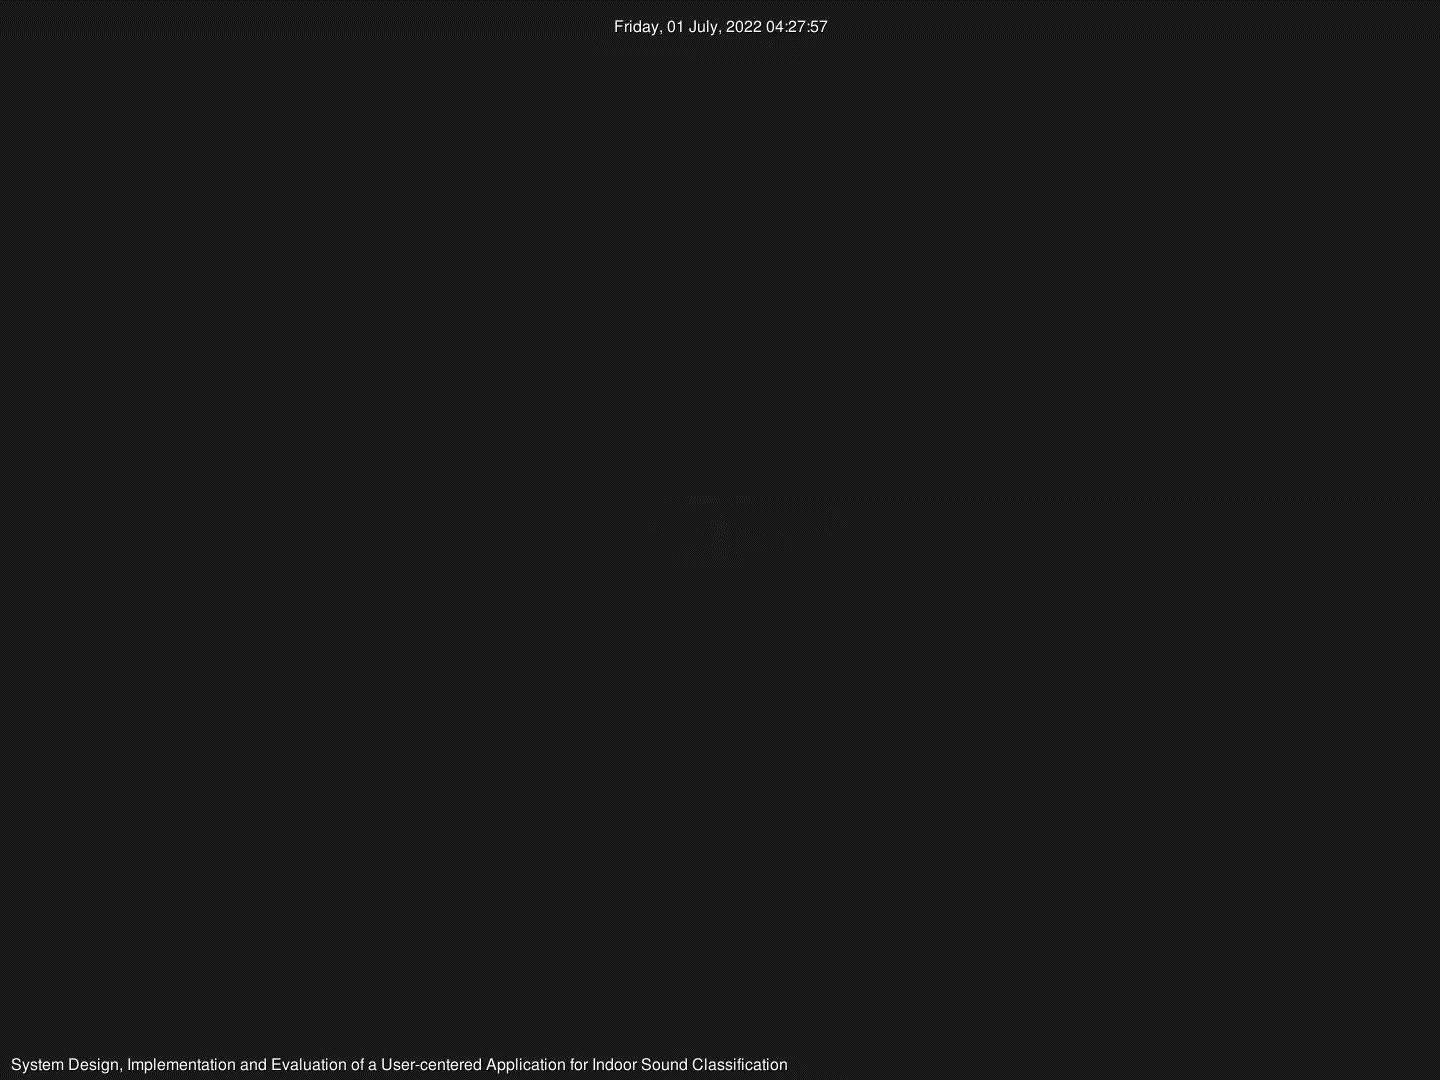 Friday, 01 July, 2022 04:27:57
System Design, Implementation and Evaluation of a User-centered Application for Indoor Sound Classification